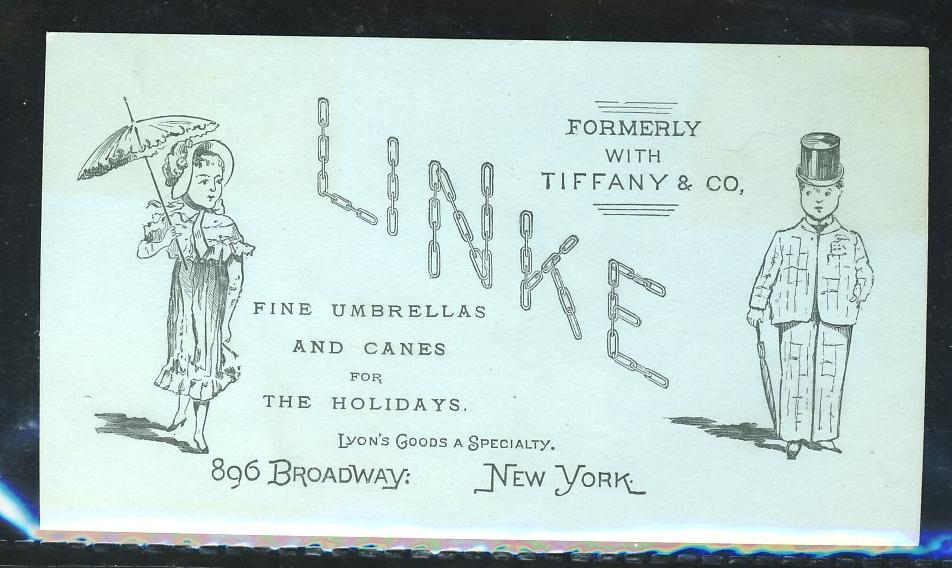 LINKE
FORMERLY
WITH
TIFFANY & CO,
FINE UMBRELLAS
AND CANES
FOR
THE HOLIDAYS.
LYON'S GOODS A SPECIALTY.
896 BROADWAY: NEW YORK.